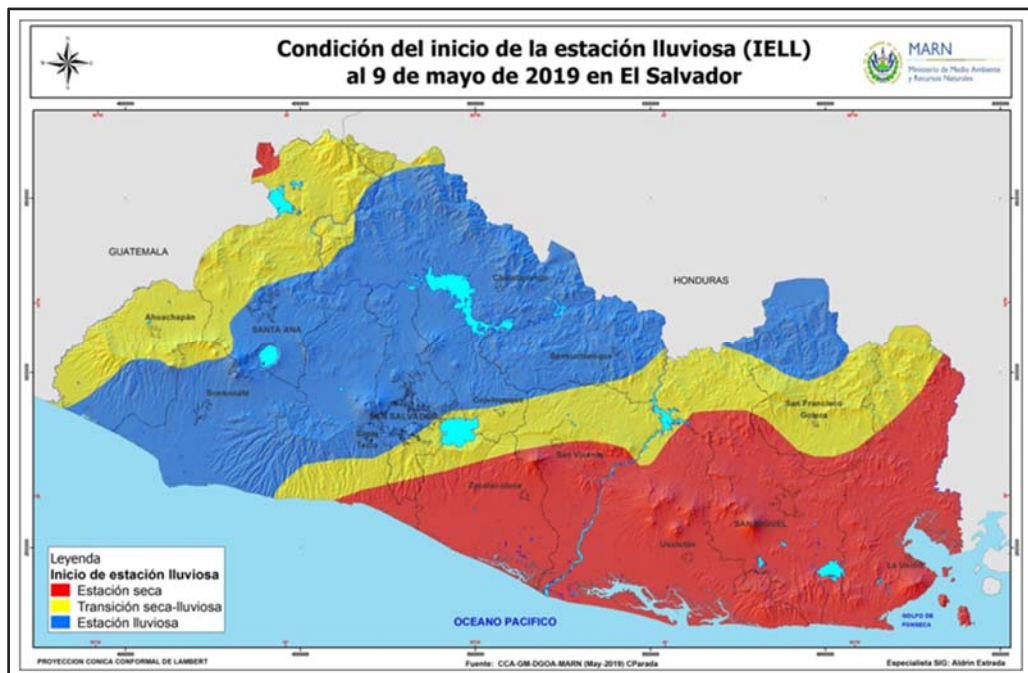 Condición del inicio de la estación lluviosa (IELL)
al 9 de mayo de 2019 en El Salvador
MARN
Ministerio de Medio Ambiente
y Recursos Naturales
GUATEMALA
HONDURAS
Chalatenango
Ahuachapán
SANTA ANA
Sensuntepeque
Sonsonate
Cojutepeque
SAN SALVADOR
Santa
Tecla
San Francisco
Gotera
San Vicente
Zacatecoluca
SAN MIGUEL
Usulután
La Unión
Leyenda
Inicio de estación lluviosa
Estación seca
Transición seca-lluviosa
Estación lluviosa
OCEANO PACIFICO
GOLFO DE
FONSECA
PROYECCION CONICA CONFORMAL DE LAMBERT
Fuente: CCA-GM-DGOA-MARN (May-2019) CParada
Especialista SIG: Aldrin Estrada